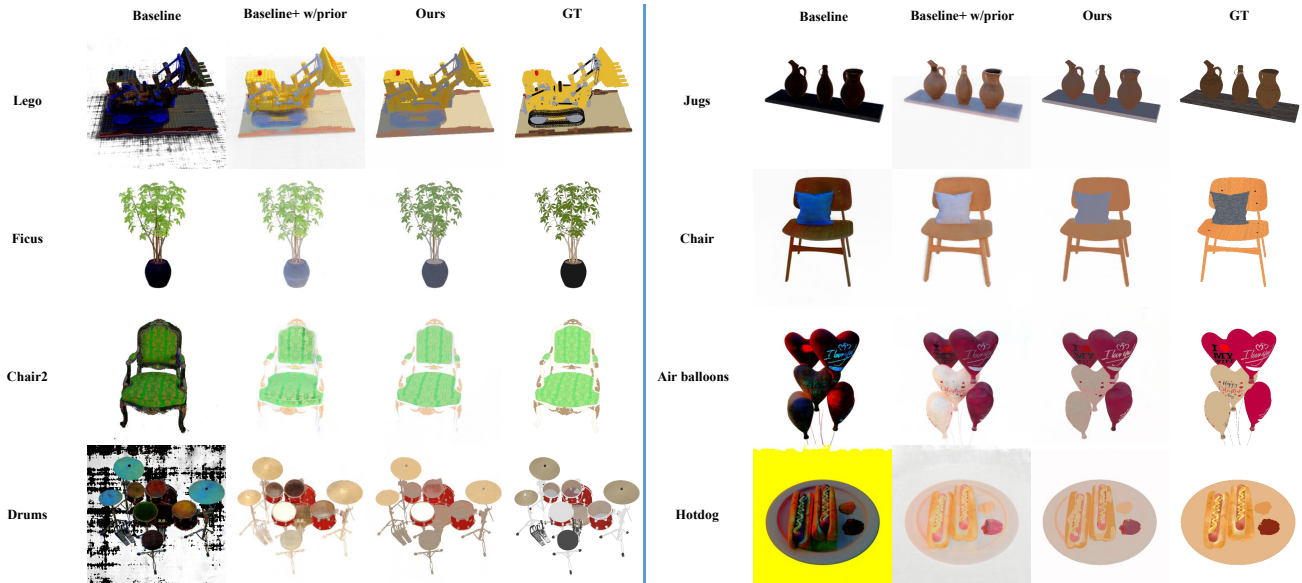 Baseline Baseline+ w/prior Ours GT
Lego
Ficus
Chair2
Drums
Baseline Baseline+ w/prior Ours GT
Jugs
Chair
Air balloons
Hotdog